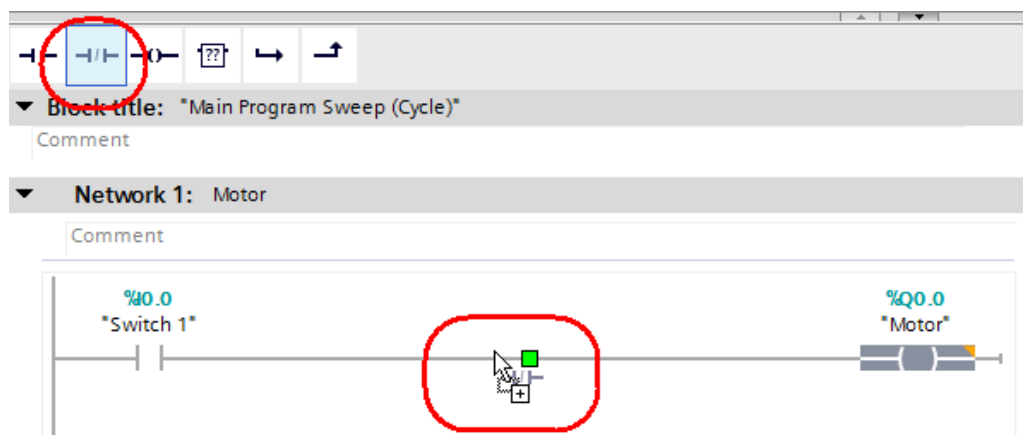 ??
Block title: "Main Program Sweep (Cycle)"
Comment
Network 1: Motor
Comment
%I0.0 %Q0.0
"Switch 1" "Motor"